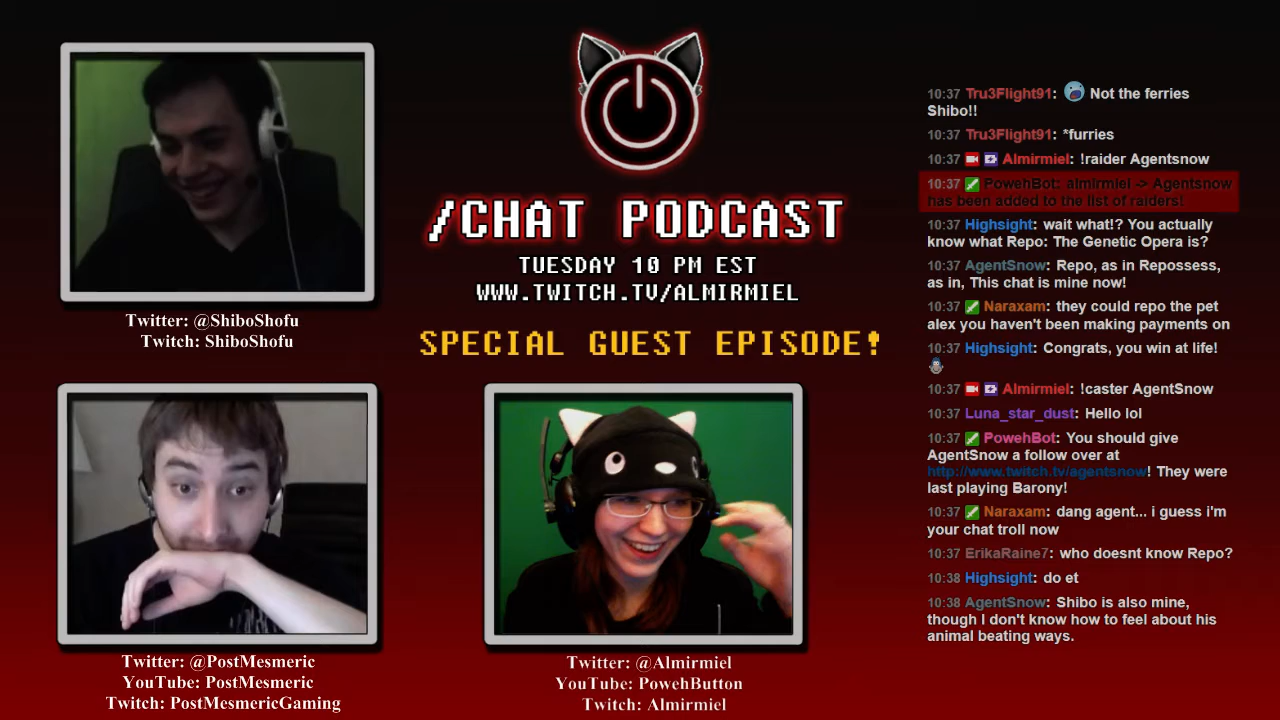 /CHAT PODCAST
TUESDAY 10 PM EST
WWW.TWITCH.TV/ALMIRMIEL
SPECIAL GUEST EPISODE!
Twitter: @ShiboShofu
Twitch: ShiboShofu
Twitter: @PostMesmeric
YouTube: PostMesmeric
Twitch: PostMesmericGaming
Twitter: @Almirmiel
YouTube: PowehButton
Twitch: Almirmiel
10:37 Tru3Flight91: Not the ferries
Shibo!!
10:37 Tru3Flight91: *furries
10:37 Almirmiel: !raider Agentsnow
10:37 PowehBot: almirmiel -> Agentsnow
has been added to the list of raiders!
10:37 Highsight: wait what!? You actually
know what Repo: The Genetic Opera is?
10:37 AgentSnow: Repo, as in Repossess,
as in, This chat is mine now!
10:37 Naraxam: they could repo the pet
alex you haven't been making payments on
10:37 Highsight: Congrats, you win at life!
10:37 Almirmiel: !caster AgentSnow
10:37 Luna_star_dust: Hello lol
10:37 PowehBot: You should give
AgentSnow a follow over at
http://www.twitch.tv/agentsnow! They were
last playing Barony!
10:37 Naraxam: dang agent... i guess i'm
your chat troll now
10:37 ErikaRaine7: who doesnt know Repo?
10:38 Highsight: do et
10:38 AgentSnow: Shibo is also mine,
though I don't know how to feel about his
animal beating ways.